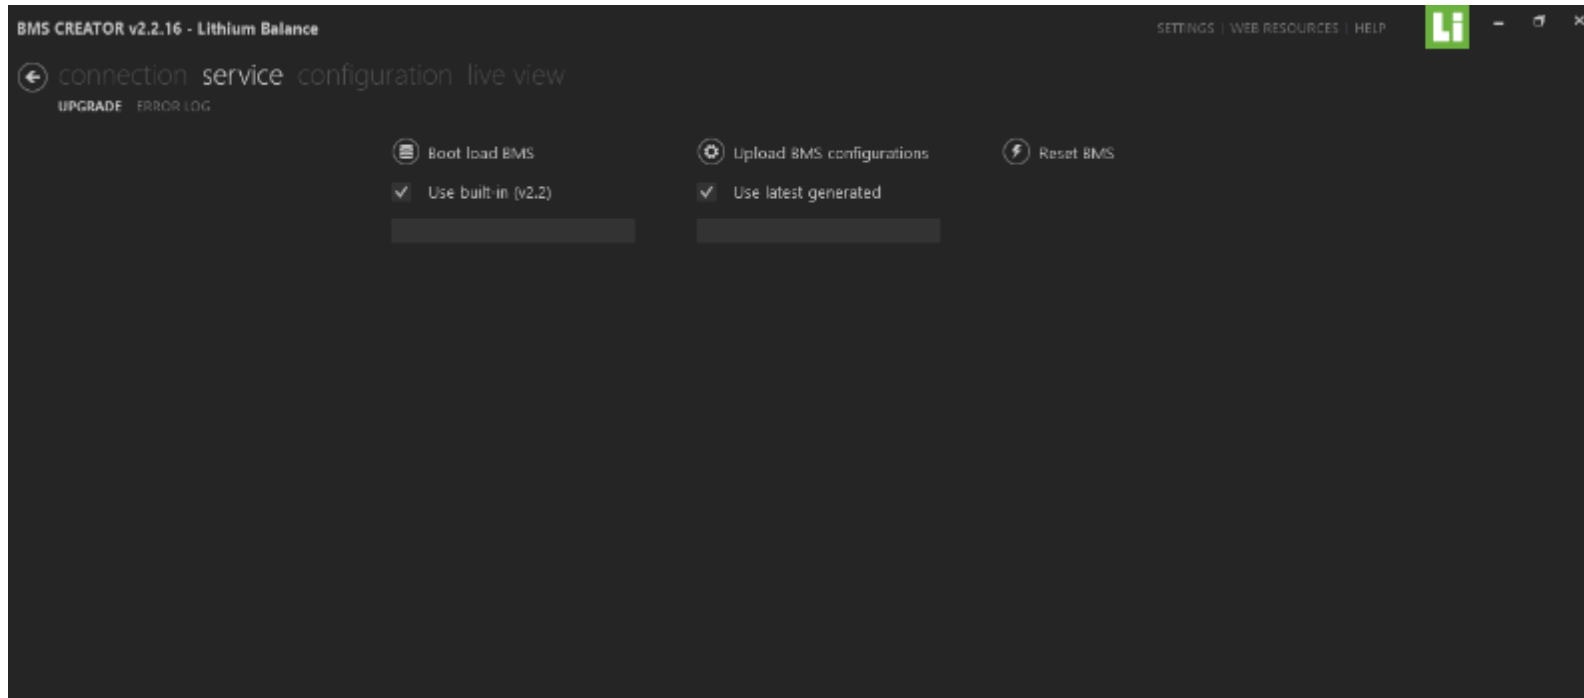 BMS CREATOR v2.2.16 - Lithium Balance
SETTINGS | WEB RESOURCES | HELP
Li
connection service configuration live view
UPGRADE ERROR LOG
Boot load BMS
Upload BMS configurations
Reset BMS
Use built-in (v2.2)
Use latest generated